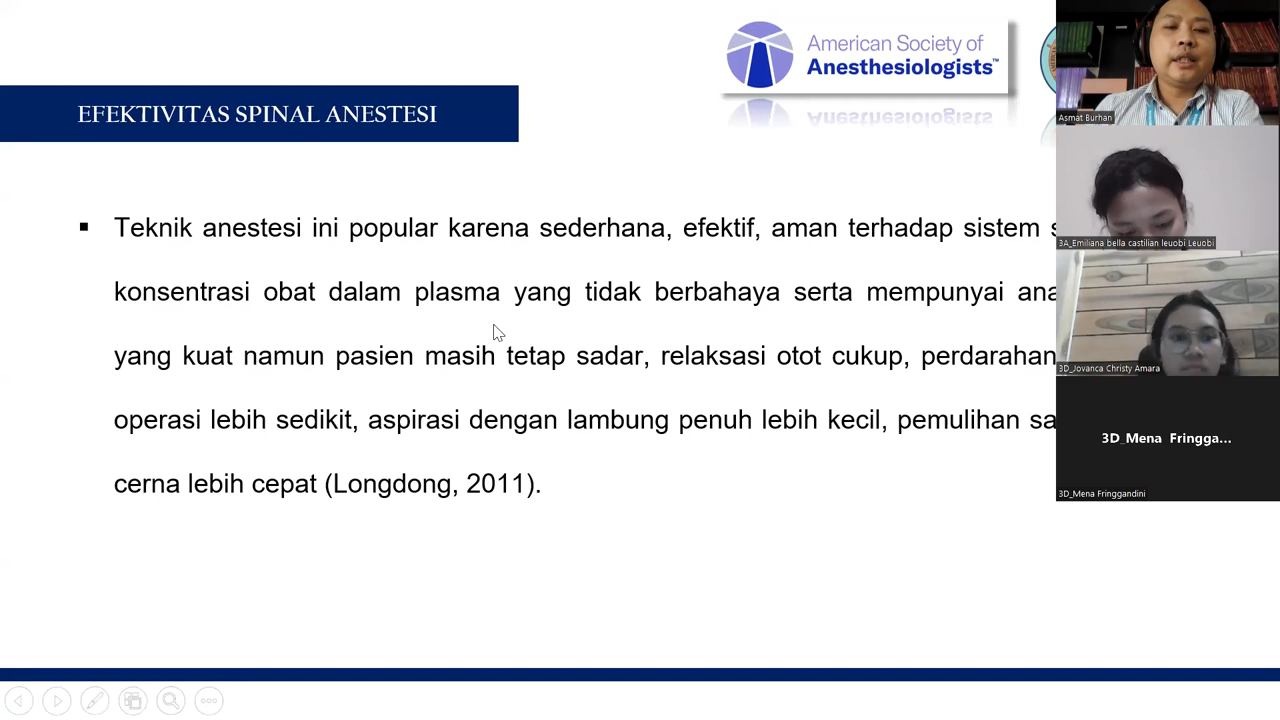 American Society of
Anesthesiologists™
EFEKTIVITAS SPINAL ANESTESI
Teknik anestesi ini popular karena sederhana, efektif, aman terhadap sistem
konsentrasi obat dalam plasma yang tidak berbahaya serta mempunyai
yang kuat namun pasien masih tetap sadar, relaksasi otot cukup, perdarahan
operasi lebih sedikit, aspirasi dengan lambung penuh lebih kecil, pemulihan
cerna lebih cepat (Longdong, 2011).
Asmat Burhan
3A_Emiliana bella castilian leuobi Leuobi
3D_Jovanca Christy Amara
3D_Mena Fringga...
3D_Mena Fringgandini